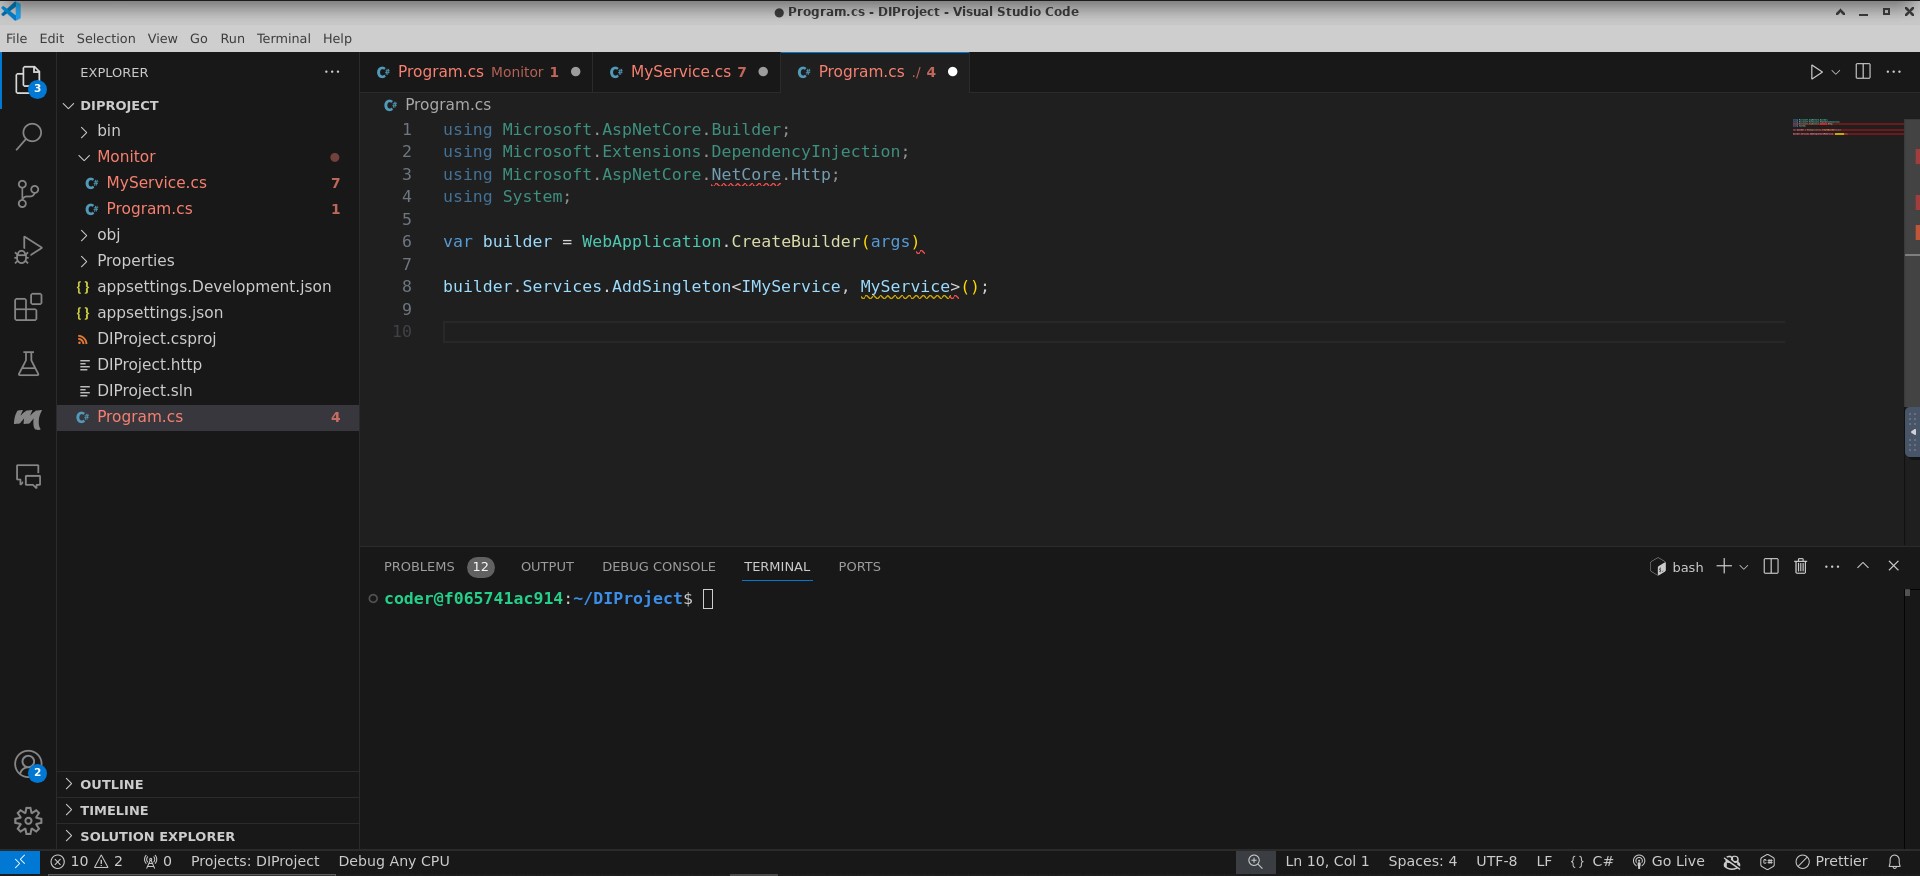 ● Program.cs - DIProject - Visual Studio Code
File Edit Selection View Go Run Terminal Help
3
EXPLORER
DIPROJECT
bin
Monitor
MyService.cs 7
Program.cs 1
obj
Properties
{} appsettings.Development.json
{} appsettings.json
DIProject.csproj
DIProject.http
DIProject.sln
Program.cs 4
2
OUTLINE
TIMELINE
SOLUTION EXPLORER
Program.cs Monitor 1 ● MyService.cs 7 ● Program.cs ./ 4 ●
Program.cs
1 using Microsoft.AspNetCore.Builder;
2 using Microsoft.Extensions.DependencyInjection;
3 using Microsoft.AspNetCore.NetCore.Http;
4 using System;
5
6 var builder = WebApplication.CreateBuilder(args)
7
8 builder.Services.AddSingleton<IMyService, MyService>();
9
10
PROBLEMS 12 OUTPUT DEBUG CONSOLE TERMINAL PORTS
bash
coder@f065741ac914:~/DIProject$
10 2 0 Projects: DIProject Debug Any CPU
Ln 10, Col 1 Spaces: 4 UTF-8 LF {} C# Go Live Prettier